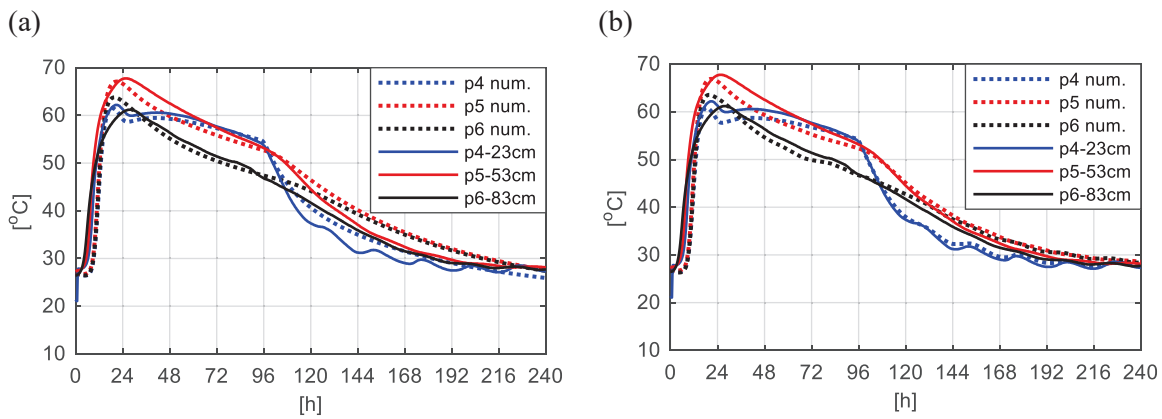 (a)
70
60
50
40
30
20
10
[°C]
0 24 48 72 96 120 144 168 192 216 240
[h]
p4 num.
p5 num.
p6 num.
p4-23cm
p5-53cm
p6-83cm
(b)
70
60
50
40
30
20
10
[°C]
0 24 48 72 96 120 144 168 192 216 240
[h]
p4 num.
p5 num.
p6 num.
p4-23cm
p5-53cm
p6-83cm